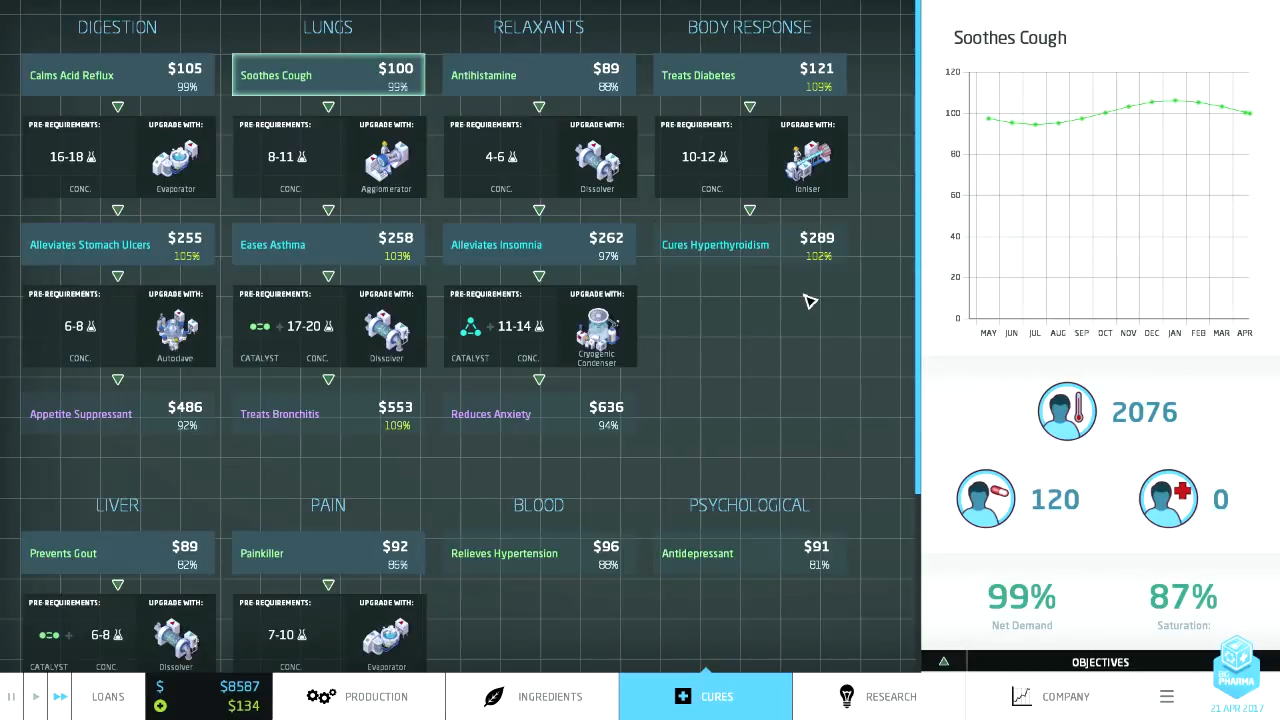 DIGESTION
LUNGS
RELAXANTS
BODY RESPONSE
Calms Acid Reflux $105 99%
Soothes Cough $100 99%
Antihistamine $89 88%
Treats Diabetes $121 109%
PRE-REQUIREMENTS: UPGRADE WITH:
16-18
CONC. Evaporator
PRE-REQUIREMENTS: UPGRADE WITH:
8-11
CONC. Agglomerator
PRE-REQUIREMENTS: UPGRADE WITH:
4-6
CONC. Dissolver
PRE-REQUIREMENTS: UPGRADE WITH:
10-12
CONC. Ioniser
Alleviates Stomach Ulcers $255 105%
Eases Asthma $258 103%
Alleviates Insomnia $262 97%
Cures Hyperthyroidism $289 102%
PRE-REQUIREMENTS: UPGRADE WITH:
6-8
CONC. Autoclave
PRE-REQUIREMENTS: UPGRADE WITH:
+ 17-20
CATALYST CONC. Dissolver
PRE-REQUIREMENTS: UPGRADE WITH:
+ 11-14
CATALYST CONC. Cryogenic Condenser
Appetite Suppressant $486 92%
Treats Bronchitis $553 109%
Reduces Anxiety $636 94%
LIVER
PAIN
BLOOD
PSYCHOLOGICAL
Prevents Gout $89 82%
Painkiller $92 86%
Relieves Hypertension $96 88%
Antidepressant $91 81%
PRE-REQUIREMENTS: UPGRADE WITH:
+ 6-8
CATALYST CONC. Dissolver
PRE-REQUIREMENTS: UPGRADE WITH:
7-10
CONC. Evaporator
Soothes Cough
120
100
80
60
40
20
0
MAY JUN JUL AUG SEP OCT NOV DEC JAN FEB MAR APR
2076
120
0
99% 87%
Net Demand Saturation:
OBJECTIVES
LOANS
$ $8587
$134
PRODUCTION
INGREDIENTS
CURES
RESEARCH
COMPANY
BIG PHARMA
21 APR 2017